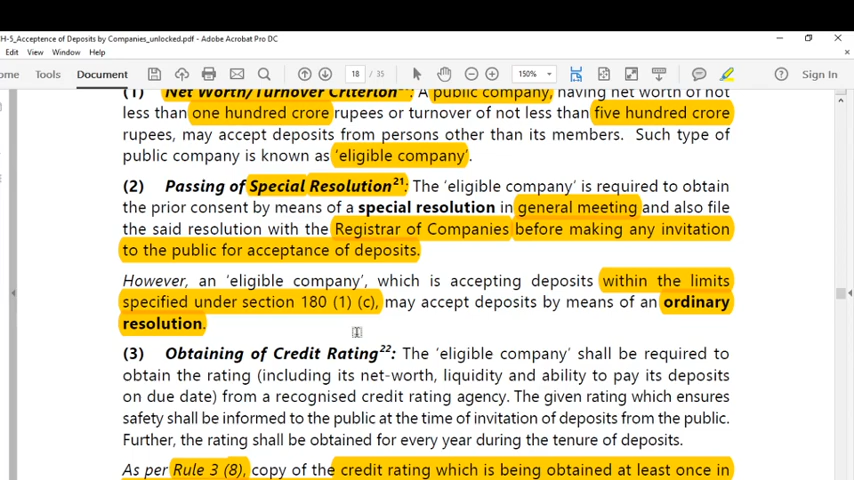 H-5_Acceptence of Deposits by Companies_unlocked.pdf - Adobe Acrobat Pro DC
Edit View Window Help
ome Tools Document 18 / 35 150% Sign In
(1) Net Worth/Turnover Criterion: A public company, having net worth of not
less than one hundred crore rupees or turnover of not less than five hundred crore
rupees, may accept deposits from persons other than its members. Such type of
public company is known as 'eligible company'.
(2) Passing of Special Resolution21: The 'eligible company' is required to obtain
the prior consent by means of a special resolution in general meeting and also file
the said resolution with the Registrar of Companies before making any invitation
to the public for acceptance of deposits.
However, an 'eligible company', which is accepting deposits within the limits
specified under section 180 (1) (c), may accept deposits by means of an ordinary
resolution.
(3) Obtaining of Credit Rating22: The 'eligible company' shall be required to
obtain the rating (including its net-worth, liquidity and ability to pay its deposits
on due date) from a recognised credit rating agency. The given rating which ensures
safety shall be informed to the public at the time of invitation of deposits from the public.
Further, the rating shall be obtained for every year during the tenure of deposits.
As per Rule 3 (8), copy of the credit rating which is being obtained at least once in